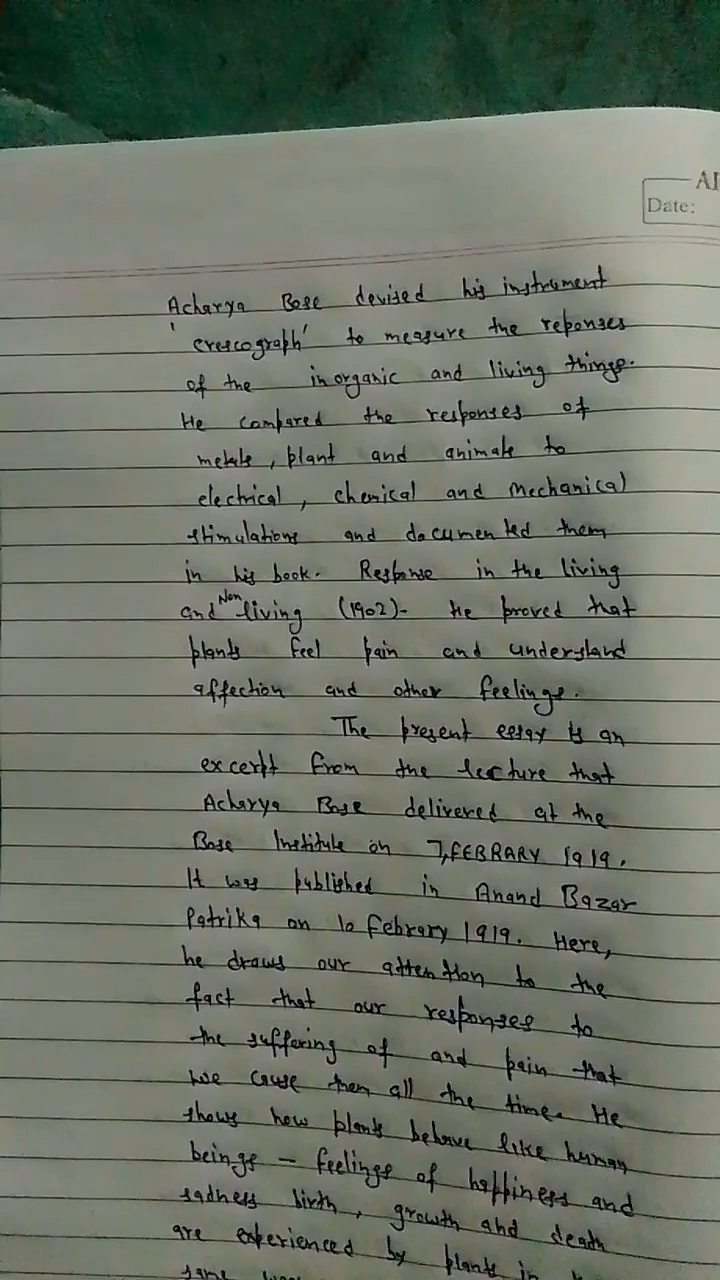 AI
Date:
Acharya Bose devised his instrument
'crescograph' to measure the reponses
of the inorganic and living things.
He compared the responses of
metals, plant and animals to
electrical, chemical and mechanical
stimulations and documented them
in his book. Response in the living
and Non living (1902)- He proved that
plants feel pain and understand
affection and other feelings.
The present essay is an
excerpt from the lecture that
Acharya Bose delivered at the
Bose Institute on 7,FEBRARY 1919.
It was published in Anand Bazar
Patrika on 10 febrary 1919. Here,
he draws our attention to the
fact that our responses to
the suffering of and pain that
we cause them all the time. He
shows how plants behave like human
beings - feelings of happiness and
sadness birth, growth and death
are experienced by plants in
same